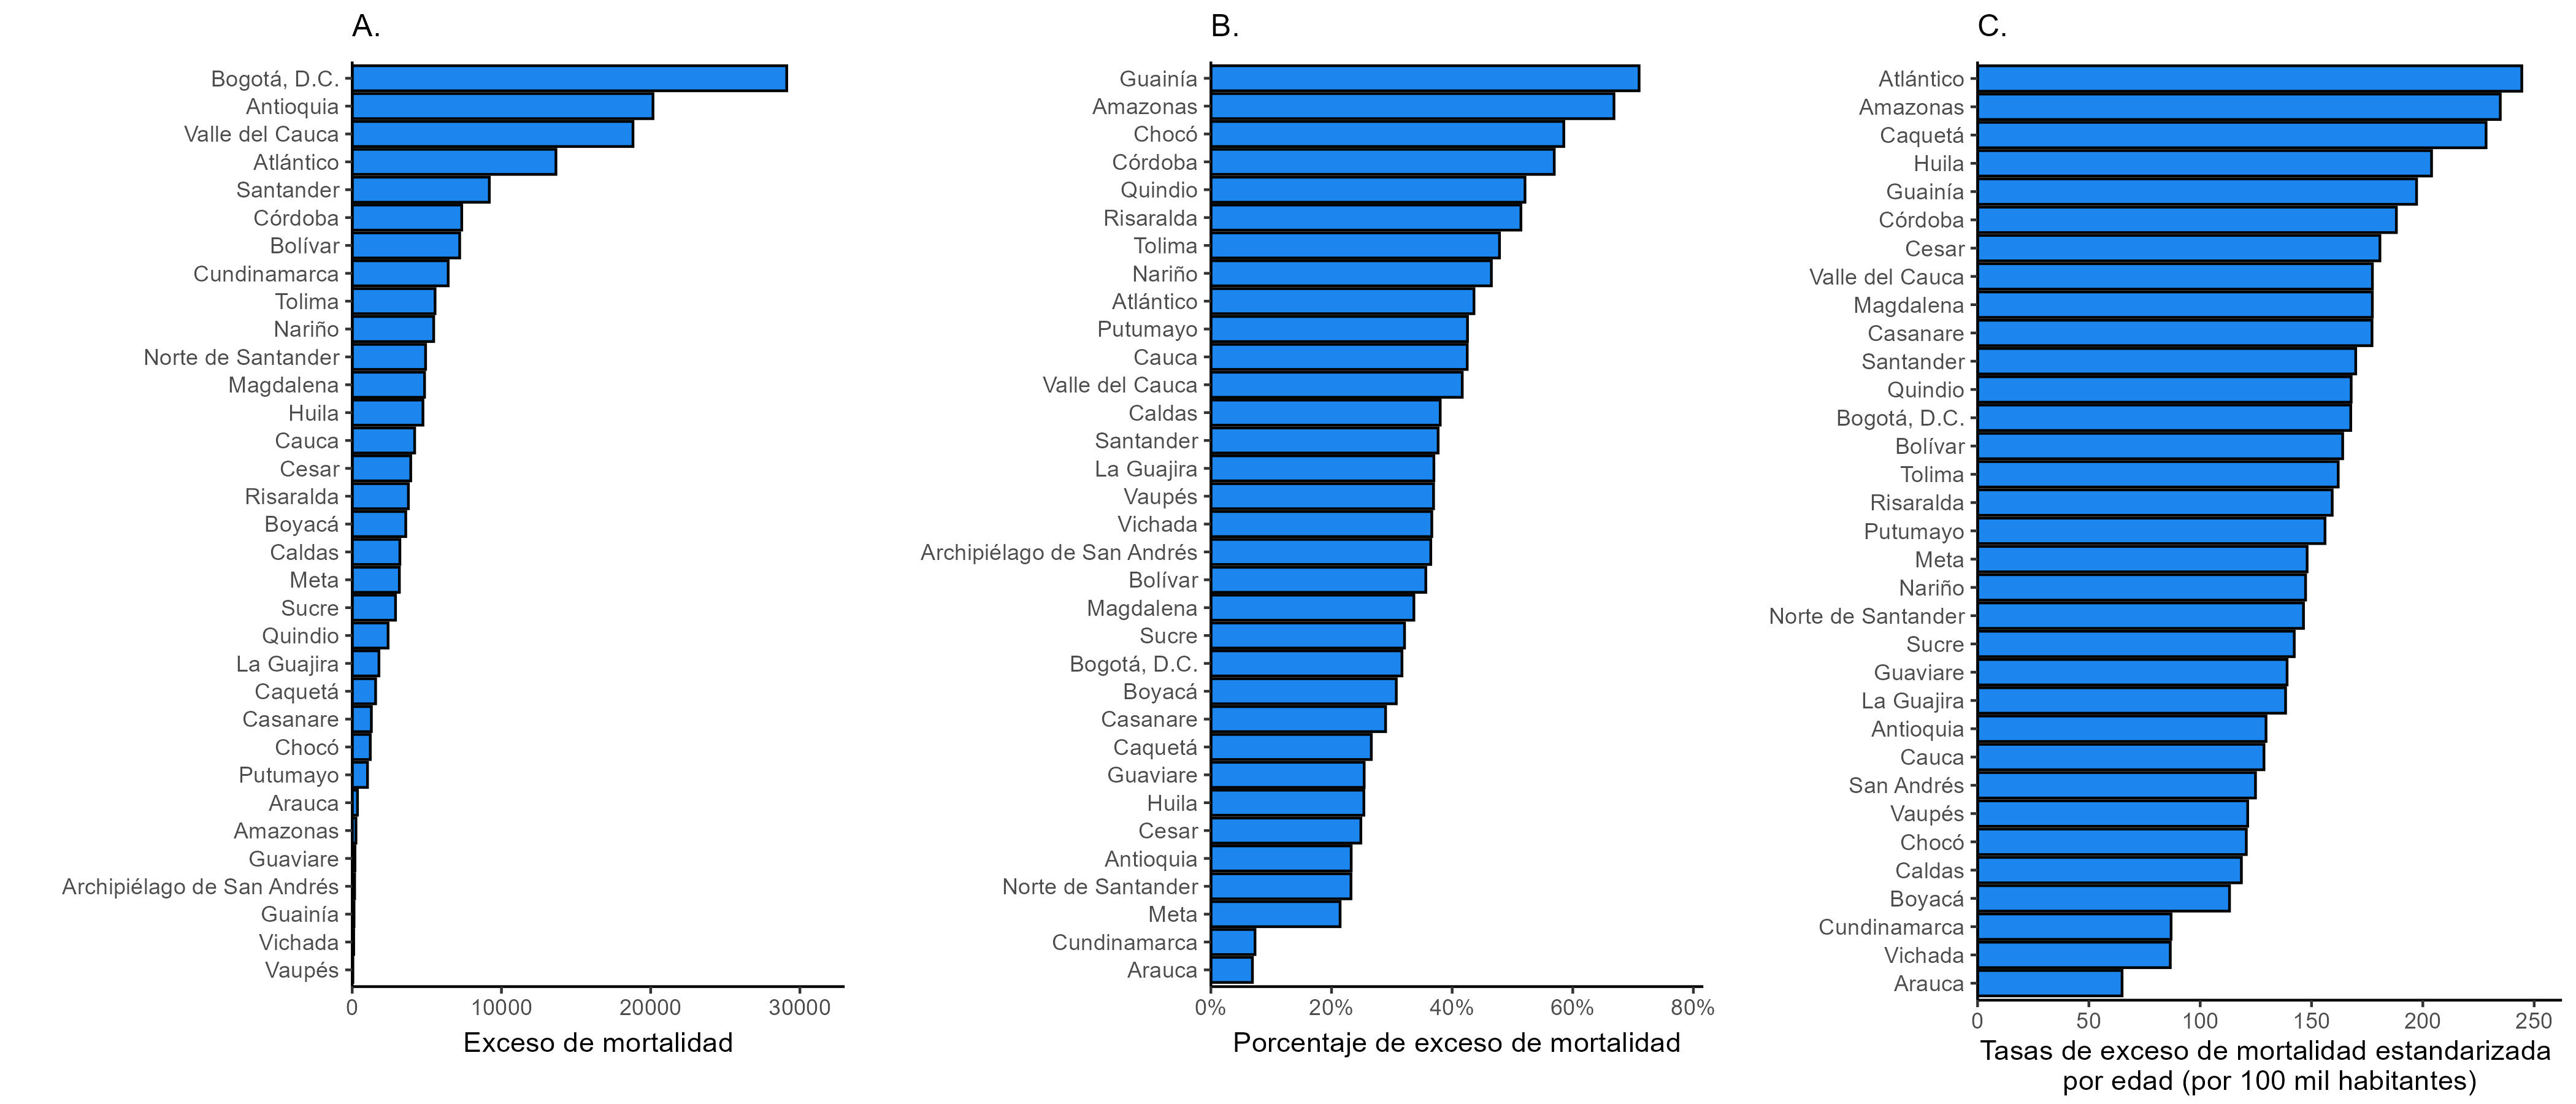 A.
Bogotá, D.C.
Antioquia
Valle del Cauca
Atlántico
Santander
Córdoba
Bolívar
Cundinamarca
Tolima
Nariño
Norte de Santander
Magdalena
Huila
Cauca
Cesar
Risaralda
Boyacá
Caldas
Meta
Sucre
Quindio
La Guajira
Caquetá
Casanare
Chocó
Putumayo
Arauca
Amazonas
Guaviare
Archipiélago de San Andrés
Guainía
Vichada
Vaupés
0 10000 20000 30000
Exceso de mortalidad
B.
Guainía
Amazonas
Chocó
Córdoba
Quindio
Risaralda
Tolima
Nariño
Atlántico
Putumayo
Cauca
Valle del Cauca
Caldas
Santander
La Guajira
Vaupés
Vichada
Archipiélago de San Andrés
Bolívar
Magdalena
Sucre
Bogotá, D.C.
Boyacá
Casanare
Caquetá
Guaviare
Huila
Cesar
Antioquia
Norte de Santander
Meta
Cundinamarca
Arauca
0% 20% 40% 60% 80%
Porcentaje de exceso de mortalidad
C.
Atlántico
Amazonas
Caquetá
Huila
Guainía
Córdoba
Cesar
Valle del Cauca
Magdalena
Casanare
Santander
Quindio
Bogotá, D.C.
Bolívar
Tolima
Risaralda
Putumayo
Meta
Nariño
Norte de Santander
Sucre
Guaviare
La Guajira
Antioquia
Cauca
San Andrés
Vaupés
Chocó
Caldas
Boyacá
Cundinamarca
Vichada
Arauca
0 50 100 150 200 250
Tasas de exceso de mortalidad estandarizada
por edad (por 100 mil habitantes)